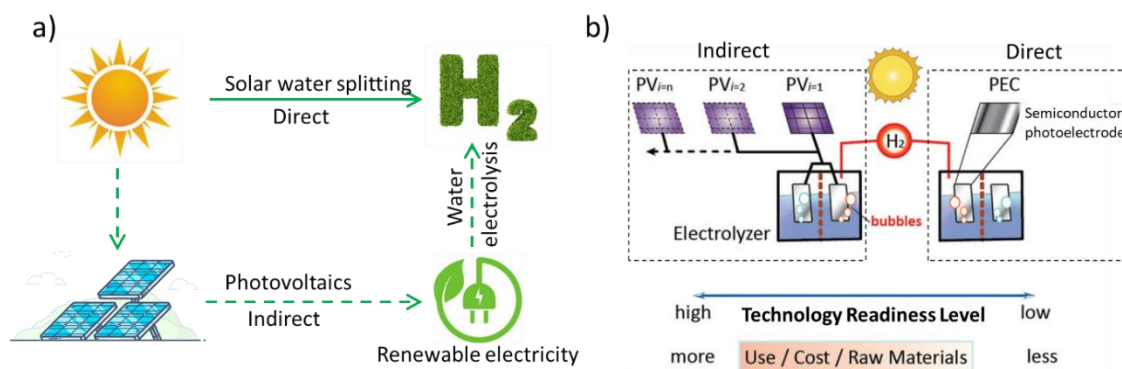 a)
Solar water splitting
Direct
H2
Water
electrolysis
Photovoltaics
Indirect
Renewable electricity
b)
Indirect
Direct
PVi=n
PVi=2
PVi=1
PEC
Semiconductor
photoelectrode
H2
Electrolyzer
bubbles
high
Technology Readiness Level
low
more
Use / Cost / Raw Materials
less